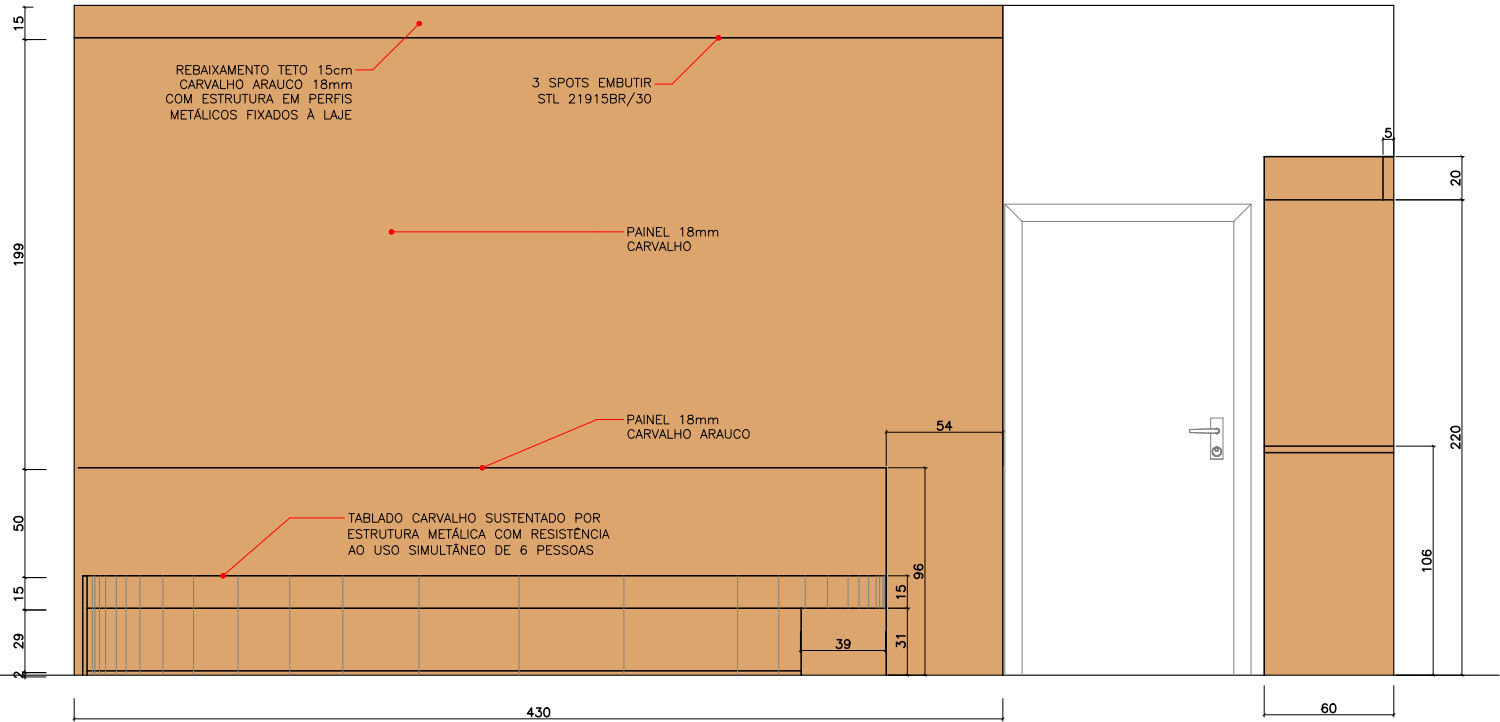 15
REBAIXAMENTO TETO 15cm
CARVALHO ARAUCO 18mm
COM ESTRUTURA EM PERFIS
METÁLICOS FIXADOS À LAJE
3 SPOTS EMBUTIR
STL 21915BR/30
5
20
199
PAINEL 18mm
CARVALHO
PAINEL 18mm
CARVALHO ARAUCO
54
220
50
TABLADO CARVALHO SUSTENTADO POR
ESTRUTURA METÁLICA COM RESISTÊNCIA
AO USO SIMULTÂNEO DE 6 PESSOAS
96
106
15
15
29
39
31
2
430
60